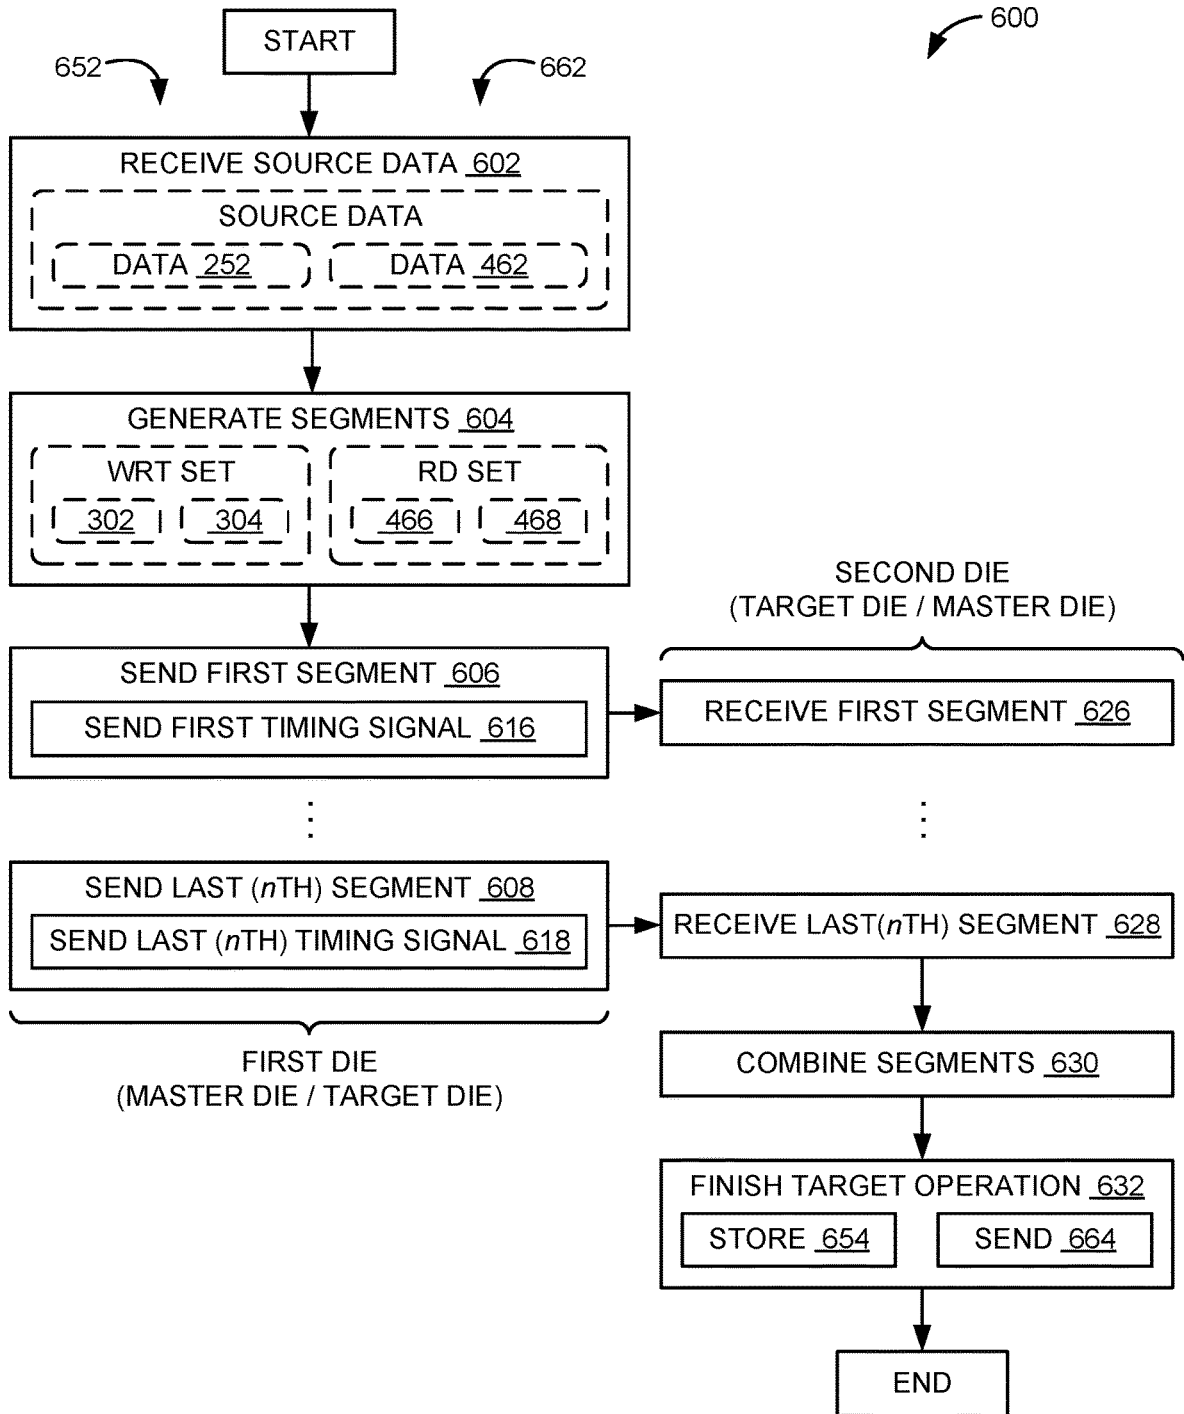 START
600
652
662
RECEIVE SOURCE DATA 602
SOURCE DATA
DATA 252
DATA 462
GENERATE SEGMENTS 604
WRT SET
RD SET
302
304
466
468
SECOND DIE
(TARGET DIE / MASTER DIE)
SEND FIRST SEGMENT 606
SEND FIRST TIMING SIGNAL 616
RECEIVE FIRST SEGMENT 626
SEND LAST (nTH) SEGMENT 608
SEND LAST (nTH) TIMING SIGNAL 618
RECEIVE LAST(nTH) SEGMENT 628
FIRST DIE
(MASTER DIE / TARGET DIE)
COMBINE SEGMENTS 630
FINISH TARGET OPERATION 632
STORE 654
SEND 664
END